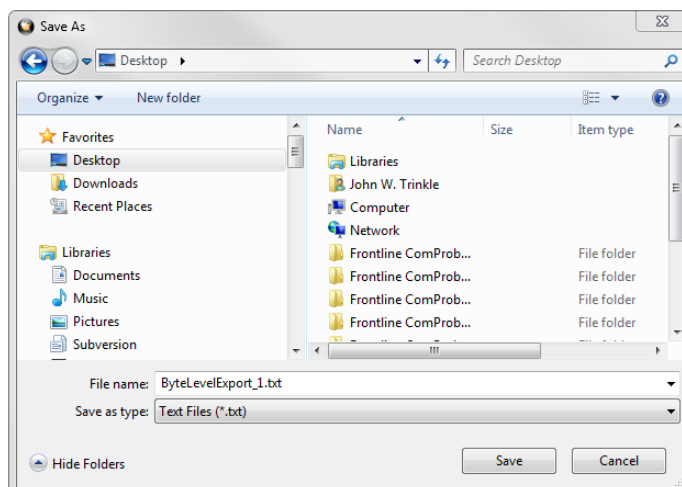 Save As
Desktop
Search Desktop
Organize New folder
Name Size Item type
Favorites
Desktop
Downloads
Recent Places
Libraries
Documents
Music
Pictures
Subversion
Libraries
John W. Trinkle
Computer
Network
Frontline ComProb... File folder
Frontline ComProb... File folder
Frontline ComProb... File folder
Frontline ComProb... File folder
File name: ByteLevelExport_1.txt
Save as type: Text Files (*.txt)
Hide Folders Save Cancel